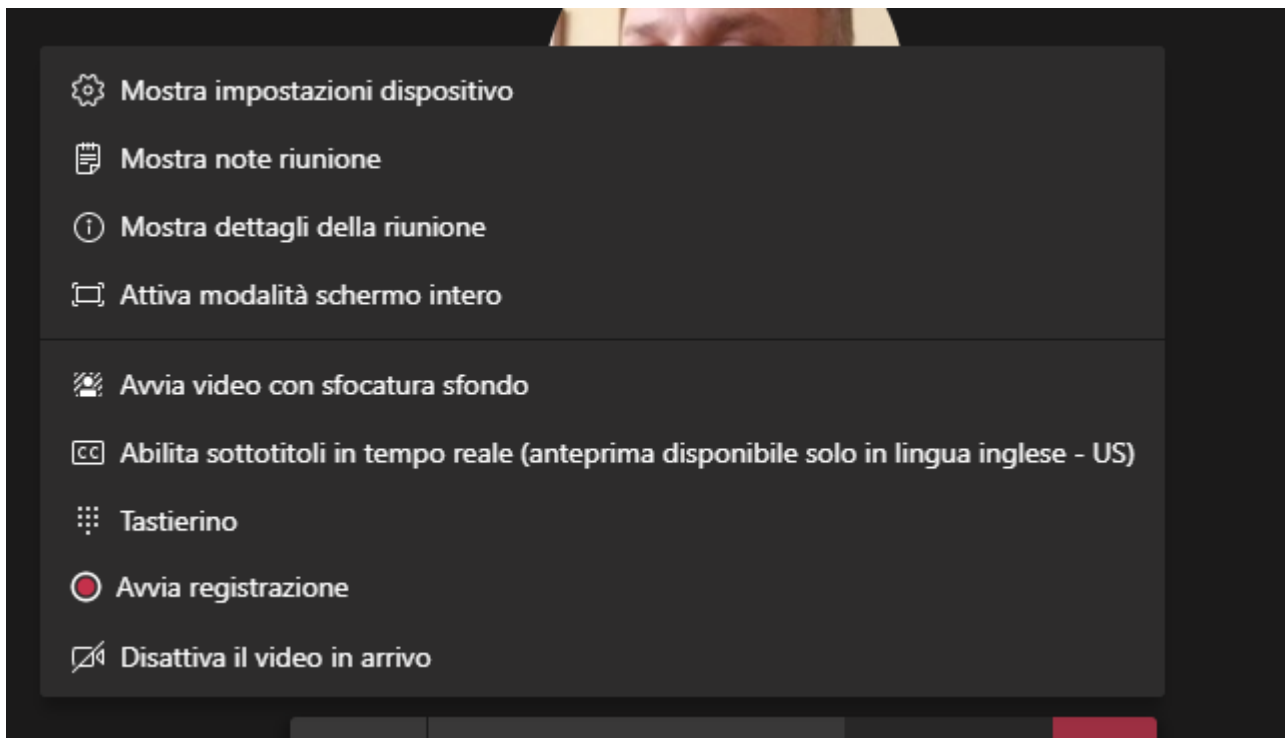 Mostra impostazioni dispositivo
Mostra note riunione
Mostra dettagli della riunione
Attiva modalità schermo intero
Avvia video con sfocatura sfondo
CC Abilita sottotitoli in tempo reale (anteprima disponibile solo in lingua inglese - US)
Tastierino
Avvia registrazione
Disattiva il video in arrivo